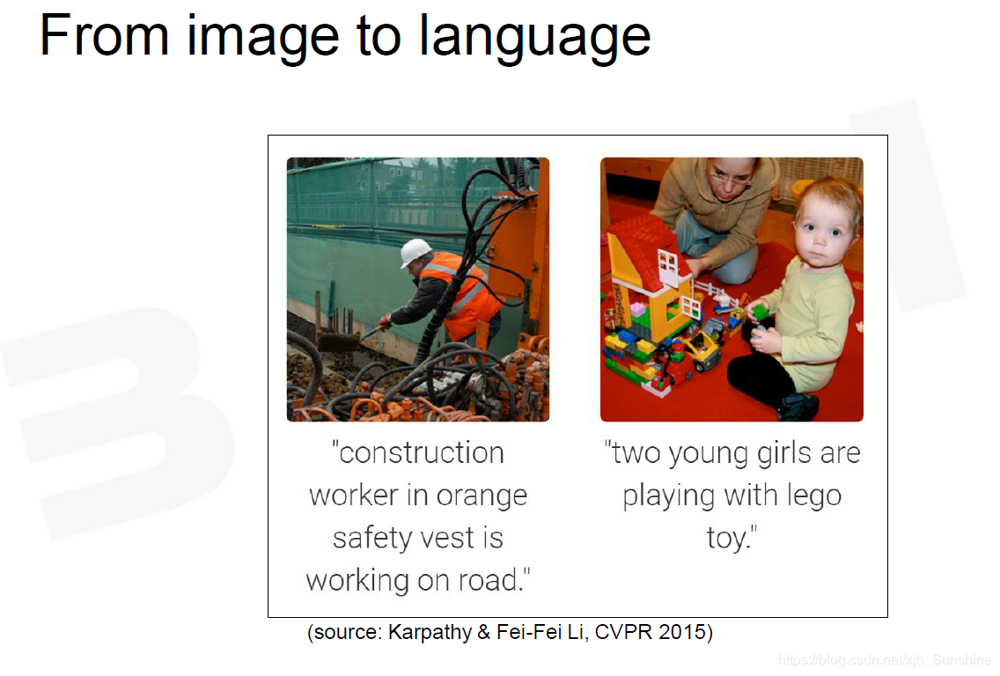 From image to language
"construction
worker in orange
safety vest is
working on road."
"two young girls are
playing with lego
toy."
(source: Karpathy & Fei-Fei Li, CVPR 2015)
https://blog.csdn.net/xjb_Sunshine